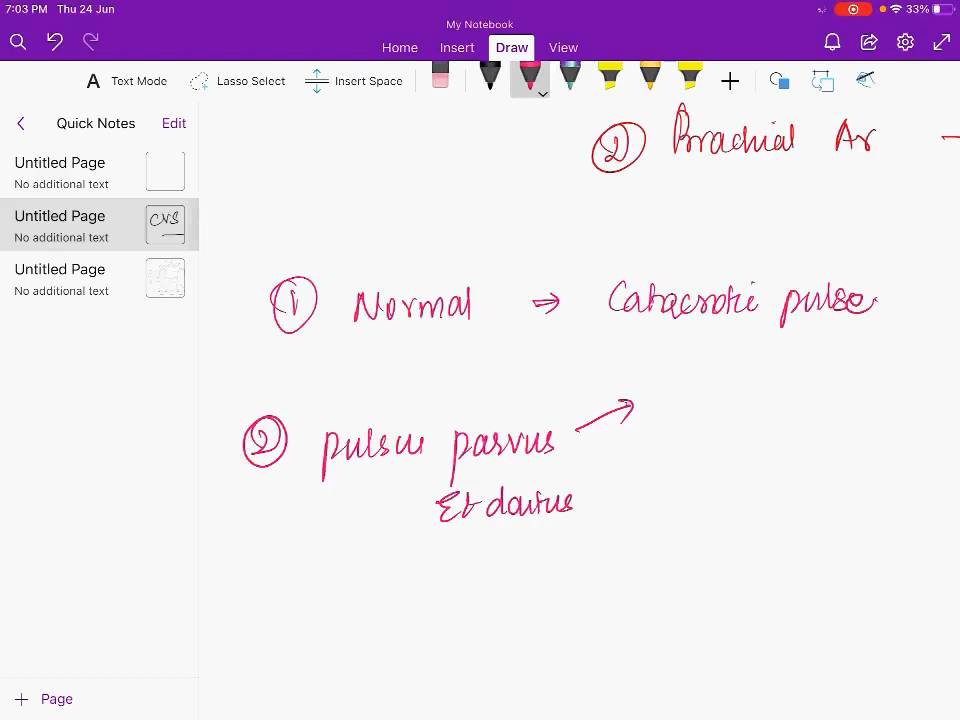 7:03 PM Thu 24 Jun 33%
My Notebook
Home Insert Draw View
Text Mode Lasso Select Insert Space
Quick Notes Edit
Untitled Page
No additional text
Untitled Page
No additional text
CNS
Untitled Page
No additional text
② Brachial Ar -
① Normal ⇒ Catacrotic pulse
② pulsus parvus
Et
Page